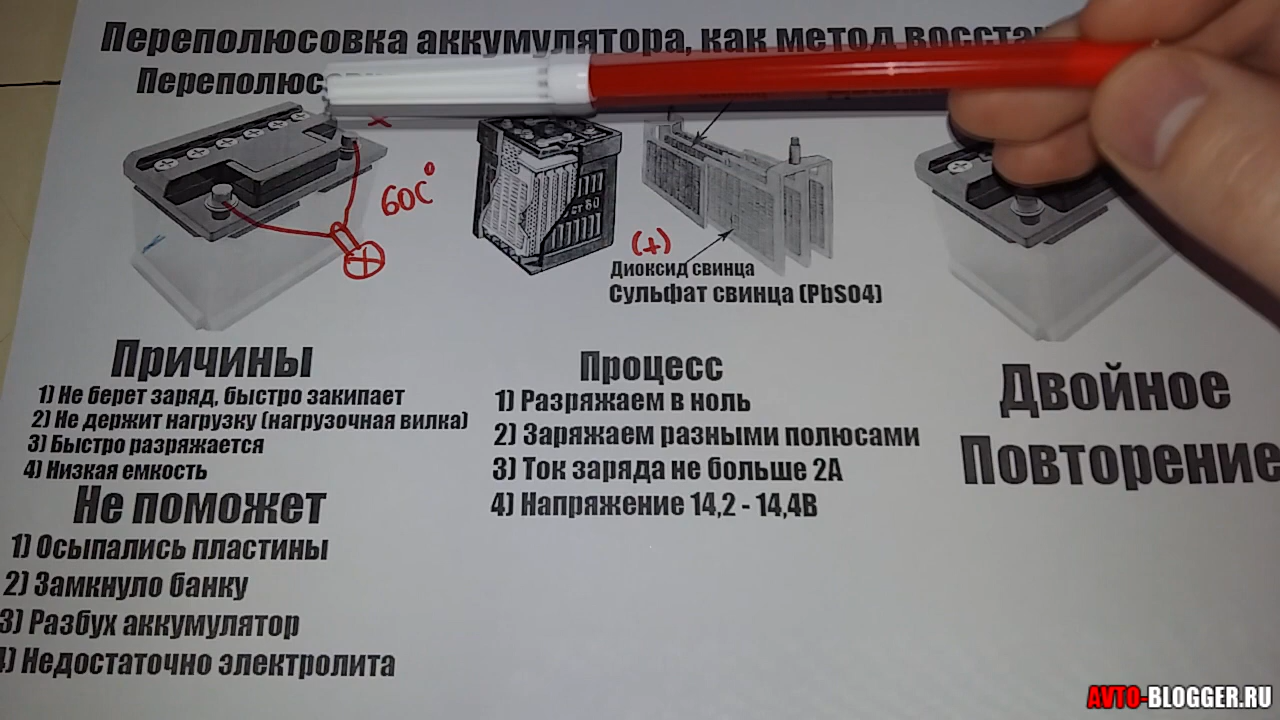 Переполюсовка аккумулятора, как метод
60С°
ст 60
(+)
Диоксид свинца
Сульфат свинца (PbSO4)
Причины
1) Не берет заряд, быстро закипает
2) Не держит нагрузку (нагрузочная вилка)
3) Быстро разряжается
4) Низкая емкость
Не поможет
1) Осыпались пластины
2) Замкнуло банку
3) Разбух аккумулятор
4) Недостаточно электролита
Процесс
1) Разряжаем в ноль
2) Заряжаем разными полюсами
3) Ток заряда не больше 2А
4) Напряжение 14,2 - 14,4В
Двойное
Повторение
AVTO-BLOGGER.RU